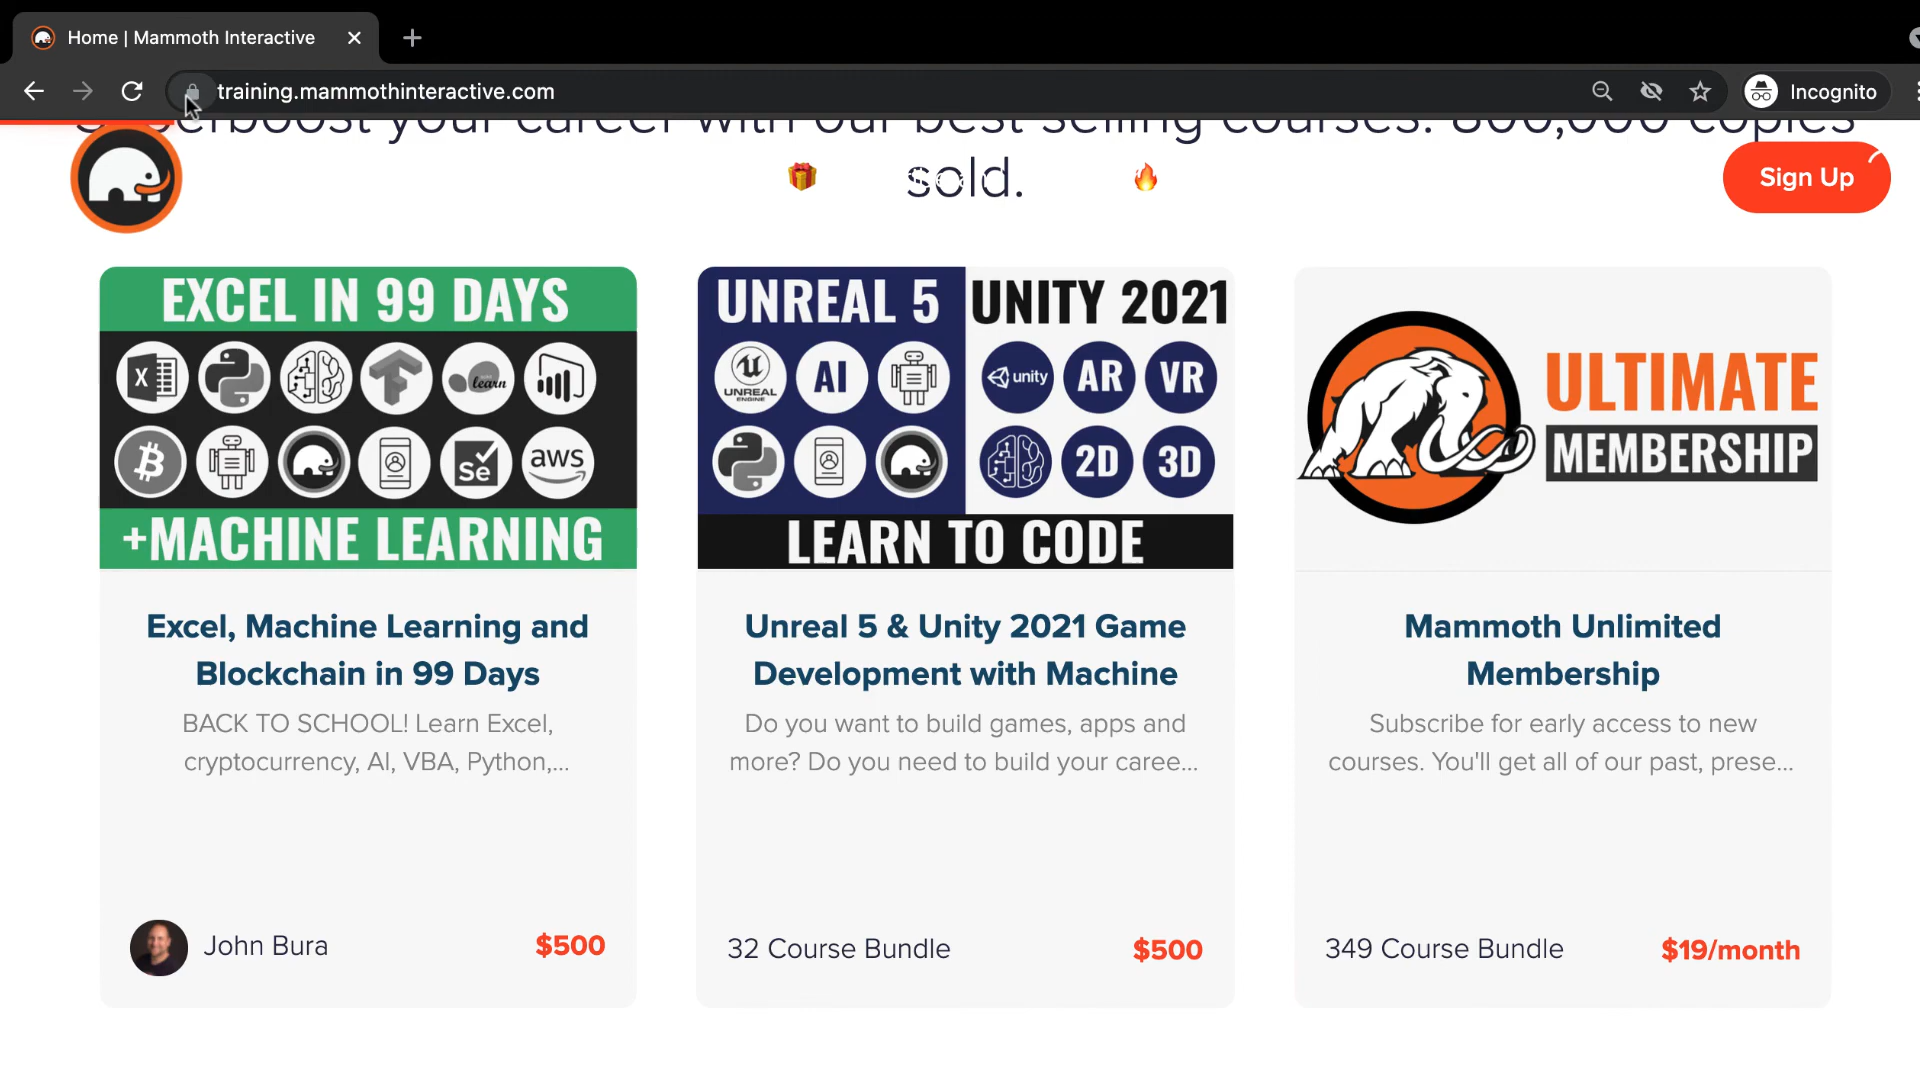 Home | Mammoth Interactive
training.mammothinteractive.com
Incognito
your career with our best selling courses. 800,000 copies
sold.
Sign Up
EXCEL IN 99 DAYS
X
learn
Se
aws
+MACHINE LEARNING
UNREAL 5
UNREAL
ENGINE
AI
UNITY 2021
unity
AR
VR
2D
3D
LEARN TO CODE
ULTIMATE
MEMBERSHIP
Excel, Machine Learning and
Blockchain in 99 Days
BACK TO SCHOOL! Learn Excel,
cryptocurrency, AI, VBA, Python,...
John Bura
$500
Unreal 5 & Unity 2021 Game
Development with Machine
Do you want to build games, apps and
more? Do you need to build your caree...
32 Course Bundle
$500
Mammoth Unlimited
Membership
Subscribe for early access to new
courses. You'll get all of our past, prese...
349 Course Bundle
$19/month